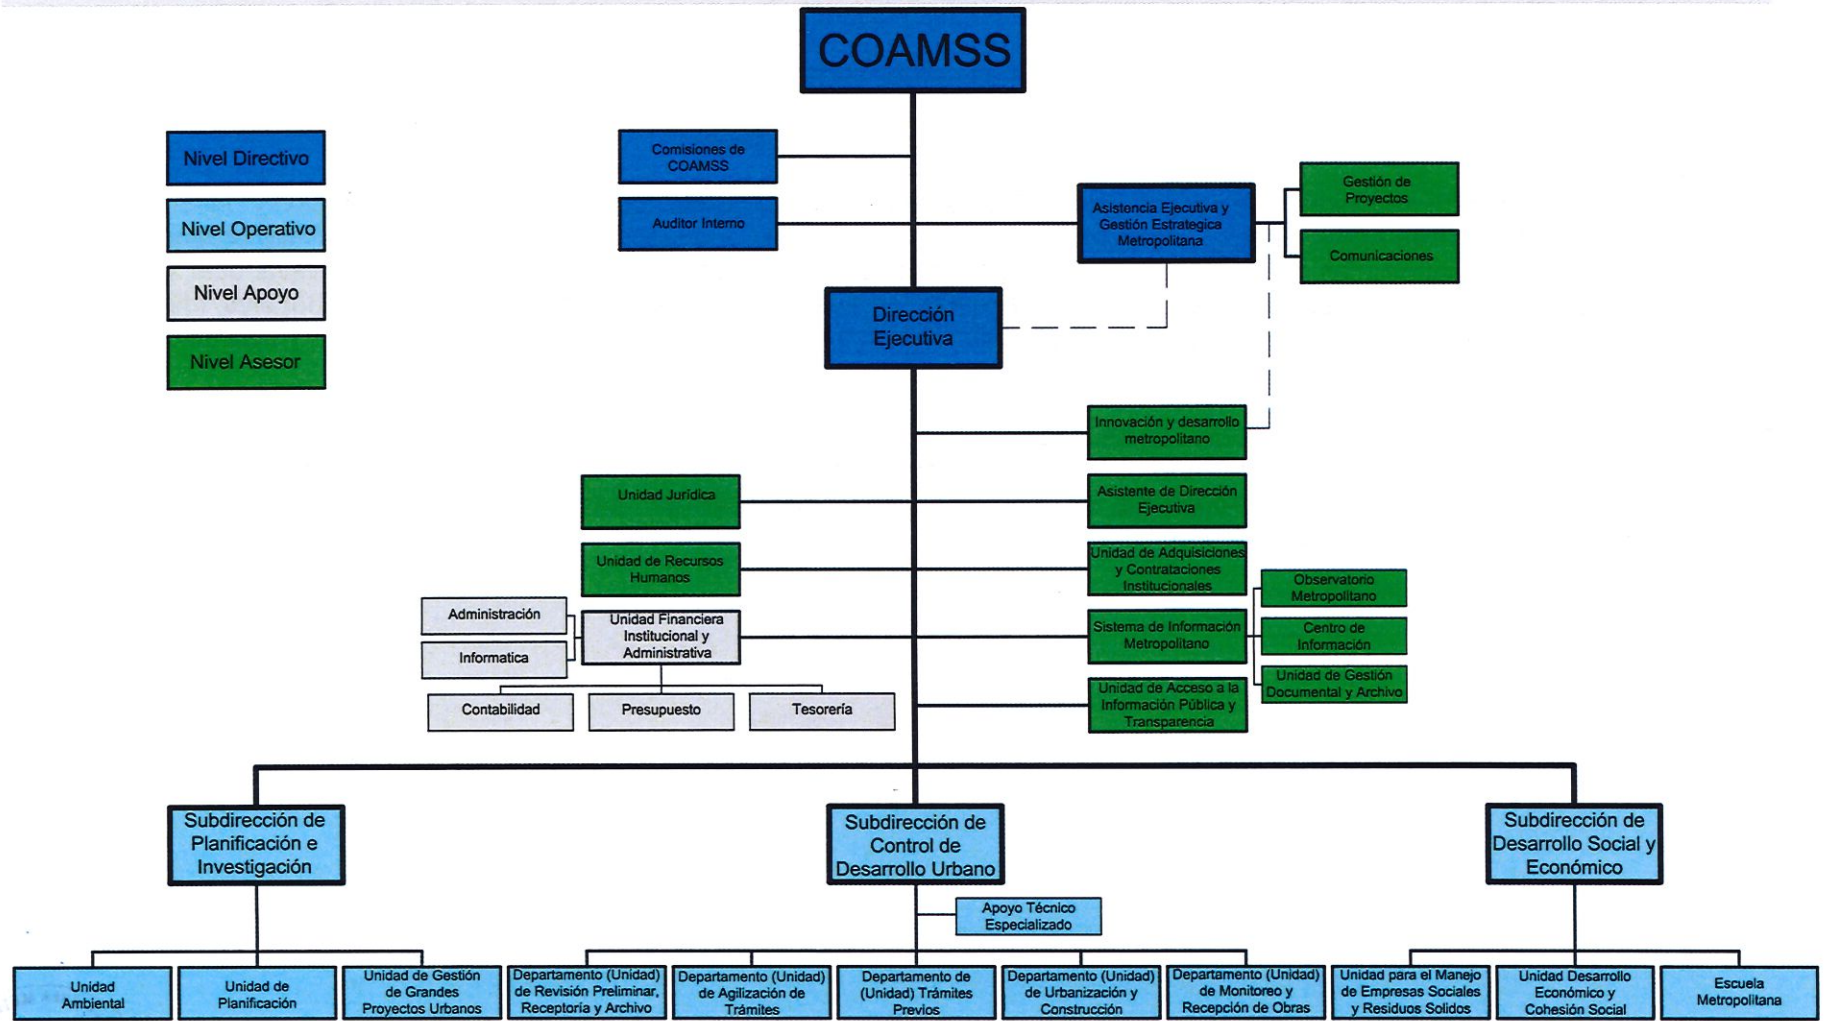 COAMSS
Nivel Directivo
Nivel Operativo
Nivel Apoyo
Nivel Asesor
Comisiones de
COAMSS
Auditor Interno
Asistencia Ejecutiva y
Gestión Estrategica
Metropolitana
Gestión de
Proyectos
Comunicaciones
Dirección
Ejecutiva
Innovación y desarrollo
metropolitano
Unidad Jurídica
Asistente de Dirección
Ejecutiva
Unidad de Recursos
Humanos
Unidad de Adquisiciones
y Contrataciones
Institucionales
Administración
Informatica
Unidad Financiera
Institucional y
Administrativa
Sistema de Información
Metropolitano
Observatorio
Metropolitano
Centro de
Información
Unidad de Gestión
Documental y Archivo
Contabilidad
Presupuesto
Tesorería
Unidad de Acceso a la
Información Pública y
Transparencia
Subdirección de
Planificación e
Investigación
Subdirección de
Control de
Desarrollo Urbano
Subdirección de
Desarrollo Social y
Económico
Apoyo Técnico
Especializado
Unidad
Ambiental
Unidad de
Planificación
Unidad de Gestión
de Grandes
Proyectos Urbanos
Departamento (Unidad)
de Revisión Preliminar,
Receptoría y Archivo
Departamento (Unidad)
de Agilización de
Trámites
Departamento de
(Unidad) Trámites
Previos
Departamento (Unidad)
de Urbanización y
Construcción
Departamento (Unidad)
de Monitoreo y
Recepción de Obras
Unidad para el Manejo
de Empresas Sociales
y Residuos Solidos
Unidad Desarrollo
Económico y
Cohesión Social
Escuela
Metropolitana